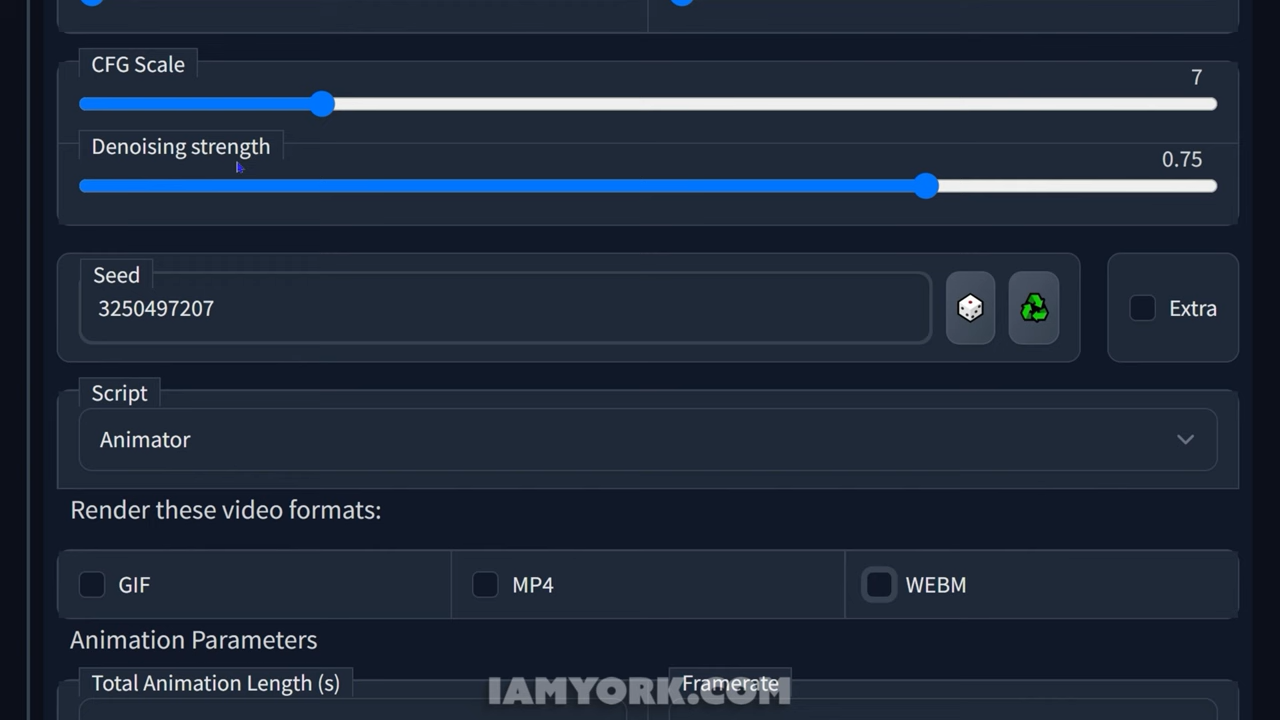 CFG Scale
7
Denoising strength
0.75
Seed
3250497207
Extra
Script
Animator
Render these video formats:
GIF
MP4
WEBM
Animation Parameters
Total Animation Length (s)
Framerate
IAMYORK.COM